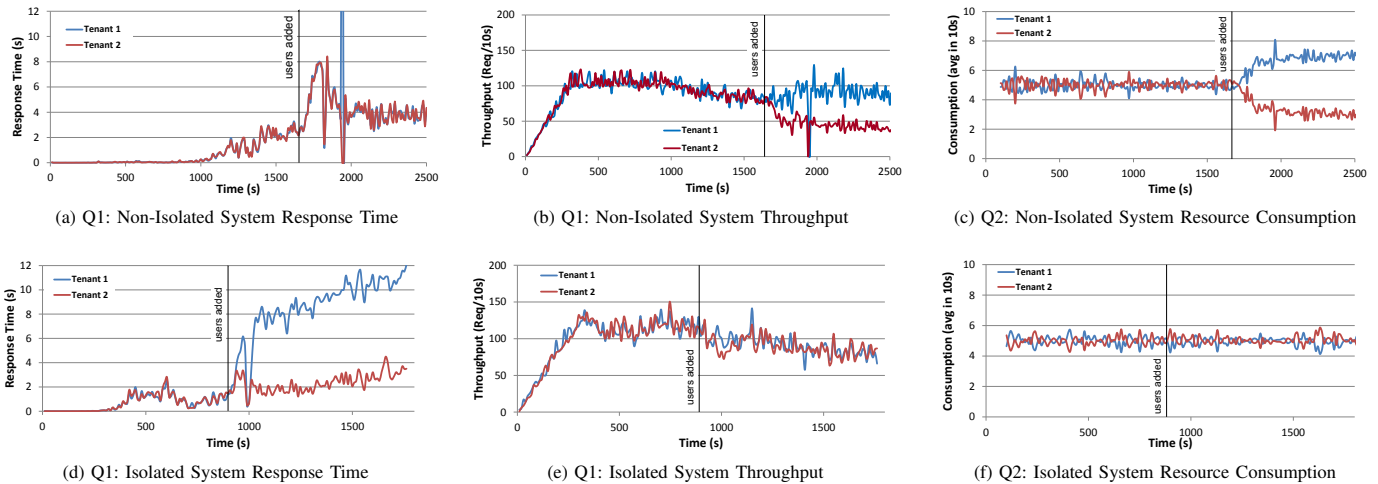 12
10
8
6
4
2
0
Response Time (s)
Tenant 1
Tenant 2
users added
0 500 1000 1500 2000 2500
Time (s)
(a) Q1: Non-Isolated System Response Time
200
150
100
50
0
Throughput (Req/10s)
users added
Tenant 1
Tenant 2
0 500 1000 1500 2000 2500
Time (s)
(b) Q1: Non-Isolated System Throughput
10
8
6
4
2
0
Consumption (avg in 10s)
Tenant 1
Tenant 2
users added
0 500 1000 1500 2000 2500
Time (s)
(c) Q2: Non-Isolated System Resource Consumption
12
10
8
6
4
2
0
Response Time (s)
Tenant 1
Tenant 2
users added
0 500 1000 1500
Time (s)
(d) Q1: Isolated System Response Time
200
150
100
50
0
Throughput (Req/10s)
Tenant 1
Tenant 2
users added
0 500 1000 1500
Time (s)
(e) Q1: Isolated System Throughput
10
8
6
4
2
0
Consumption (avg in 10s)
Tenant 1
Tenant 2
users added
0 500 1000 1500
Time (s)
(f) Q2: Isolated System Resource Consumption